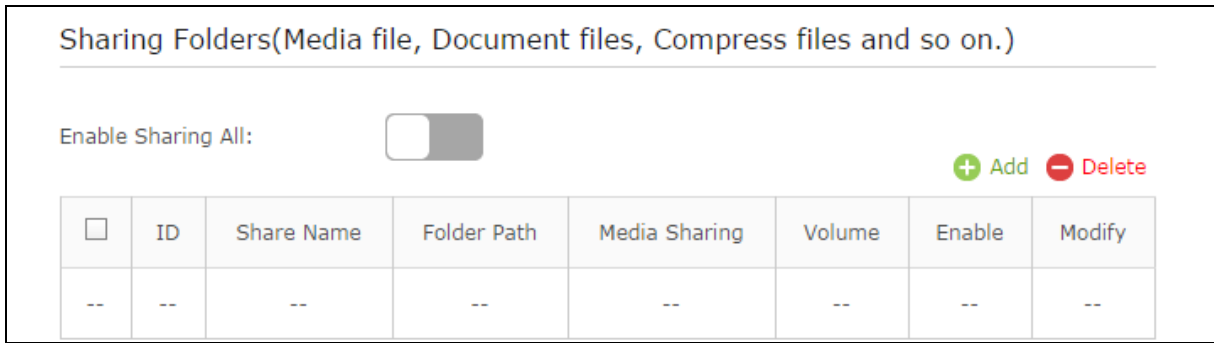 Sharing Folders(Media file, Document files, Compress files and so on.)
Enable Sharing All:
Add Delete
ID Share Name Folder Path Media Sharing Volume Enable Modify
-- -- -- -- -- -- -- --